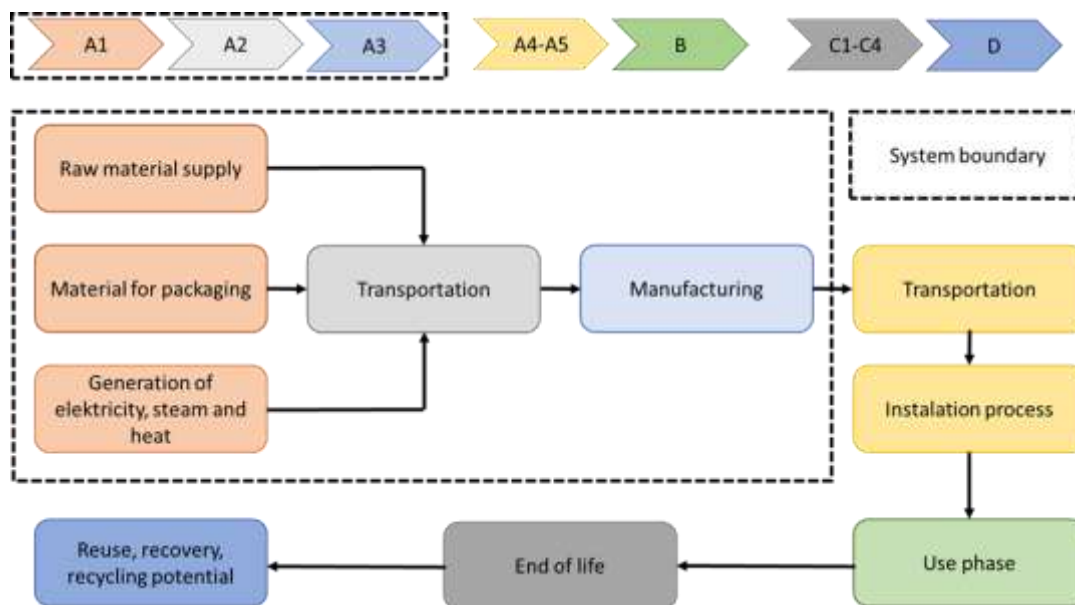 A1
A2
A3
A4-A5
B
C1-C4
D
Raw material supply
System boundary
Material for packaging
Transportation
Manufacturing
Transportation
Generation of
elektricity, steam and
heat
Instalation process
Reuse, recovery,
recycling potential
End of life
Use phase